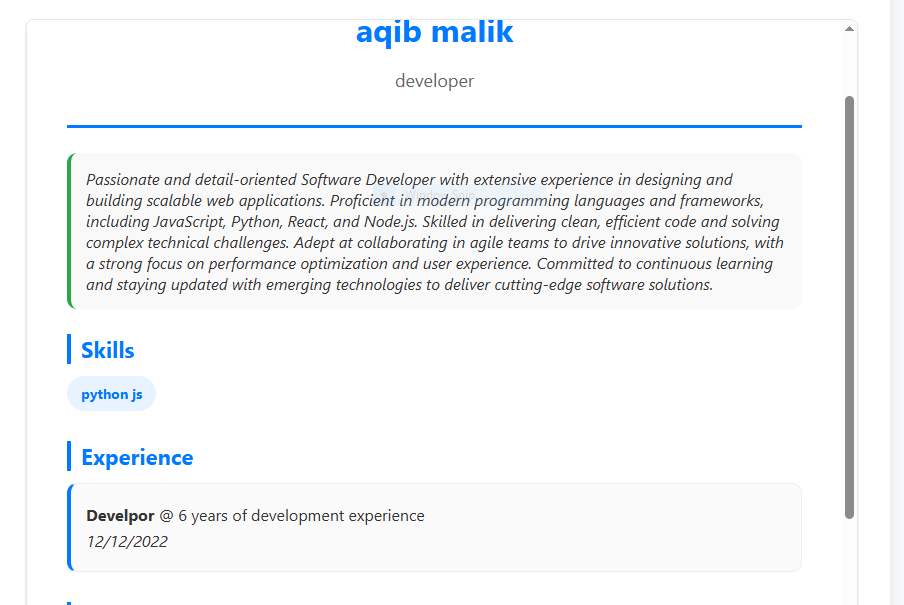 aqib malik
developer
Passionate and detail-oriented Software Developer with extensive experience in designing and
building scalable web applications. Proficient in modern programming languages and frameworks,
including JavaScript, Python, React, and Node.js. Skilled in delivering clean, efficient code and solving
complex technical challenges. Adept at collaborating in agile teams to drive innovative solutions, with
a strong focus on performance optimization and user experience. Committed to continuous learning
and staying updated with emerging technologies to deliver cutting-edge software solutions.
Skills
python js
Experience
Develpor @ 6 years of development experience
12/12/2022